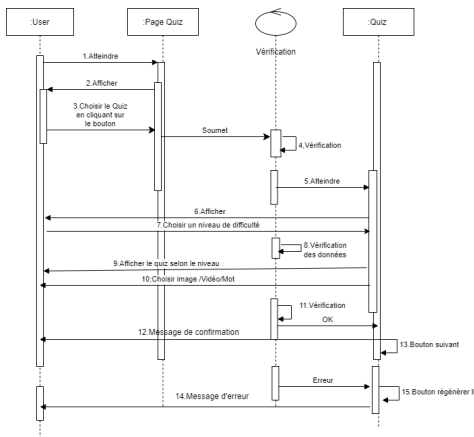 :User
:Page Quiz
:Quiz
Vérification
1.Atteindre
2.Afficher
3.Choisir le Quiz
en cliquant sur
le bouton
Soumet
4,Vérification
5.Atteindre
6.Afficher
7.Choisir un niveau de difficulté
8.Vérification
des données
9.Afficher le quiz selon le niveau .
10;Choisir image /Vidéo/Mot
11.Vérification
OK
12.Message de confirmation
13.Bouton suivant
Erreur
14.Message d'erreur
15.Bouton régénèrer l